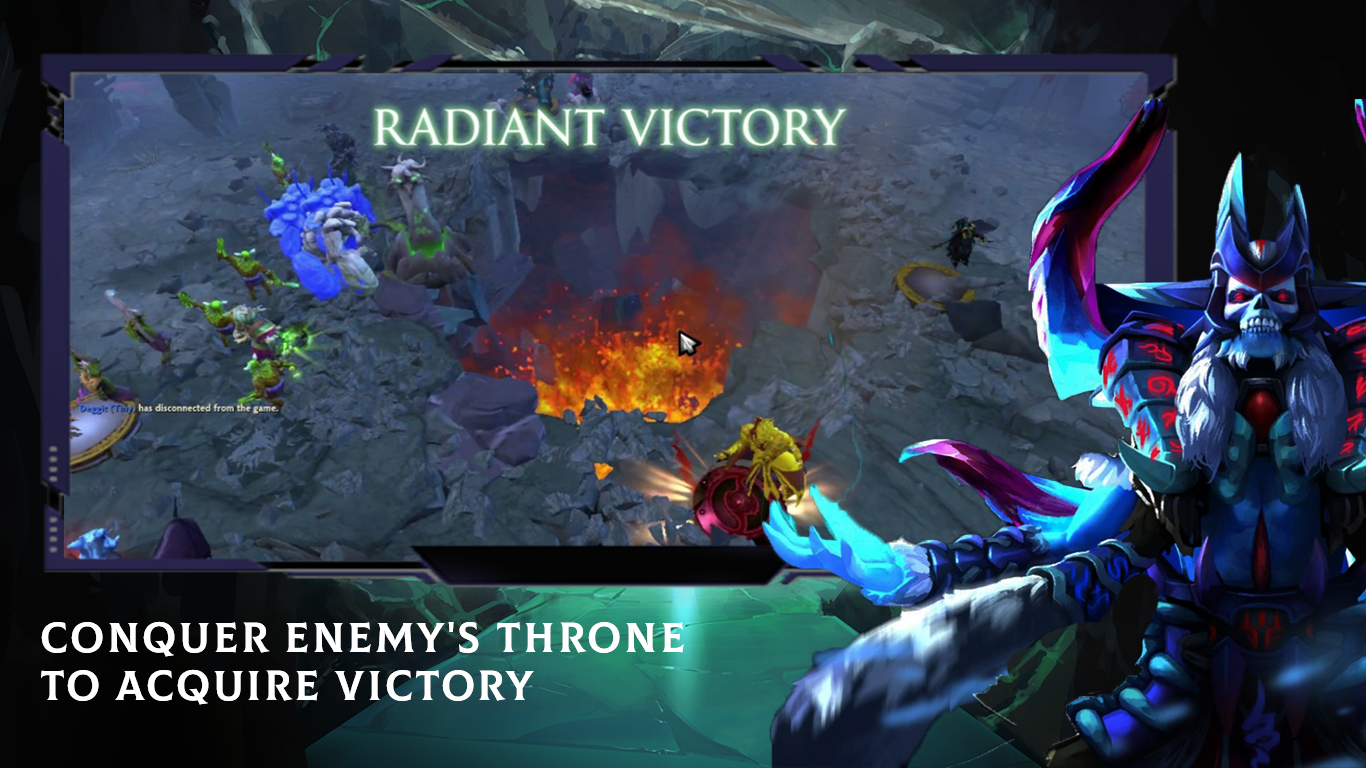 RADIANT VICTORY
has disconnected from the game.
CONQUER ENEMY'S THRONE
TO ACQUIRE VICTORY